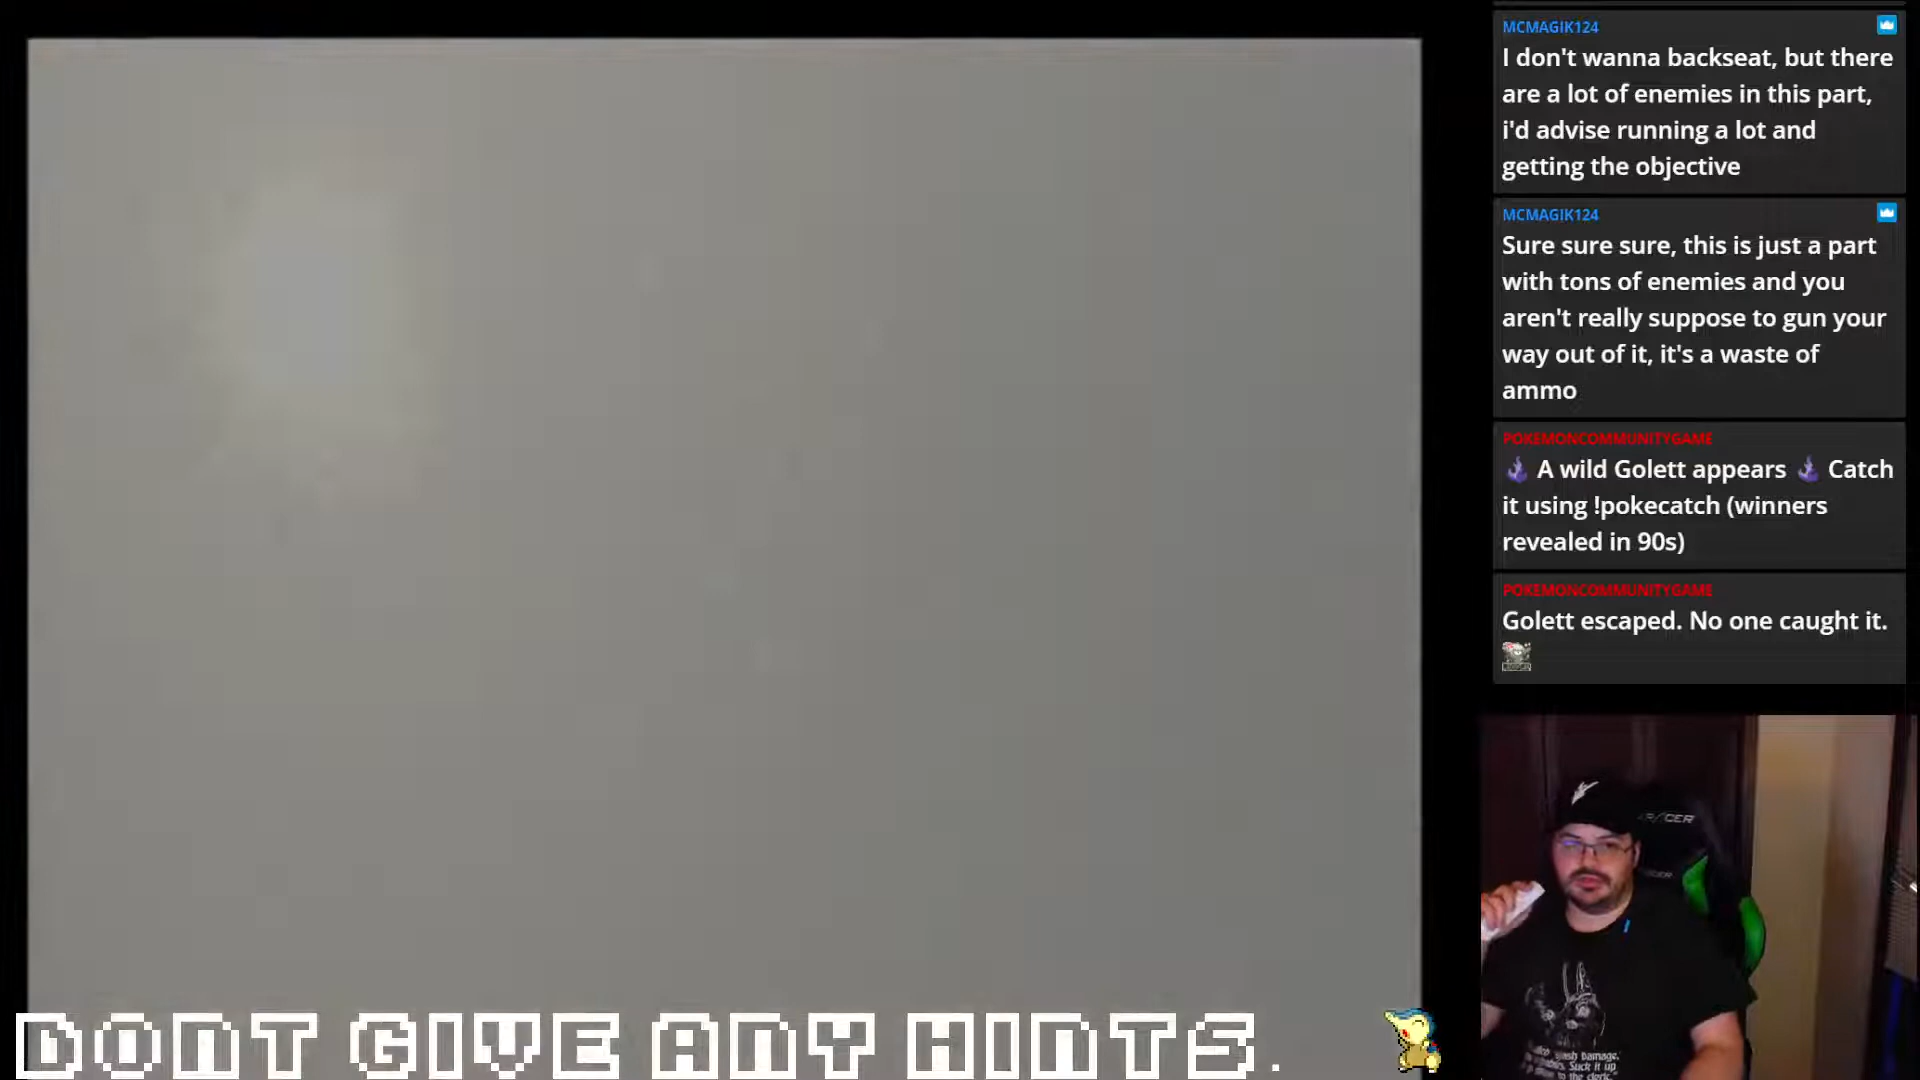 MCMAGIK124
I don't wanna backseat, but there
are a lot of enemies in this part,
i'd advise running a lot and
getting the objective
MCMAGIK124
Sure sure sure, this is just a part
with tons of enemies and you
aren't really suppose to gun your
way out of it, it's a waste of
ammo
POKEMONCOMMUNITYGAME
A wild Golett appears Catch
it using !pokecatch (winners
revealed in 90s)
POKEMONCOMMUNITYGAME
Golett escaped. No one caught it.
DONT GIVE ANY HINTS.